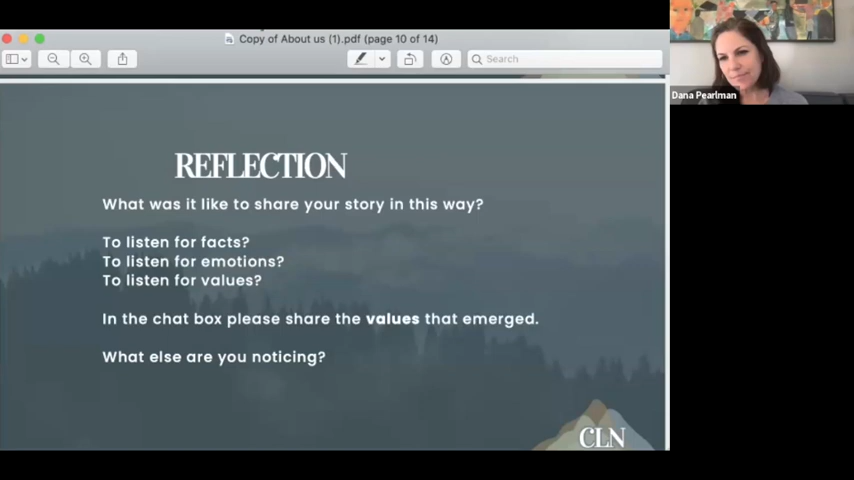 Copy of About us (1).pdf (page 10 of 14)
Search
Dana Pearlman
REFLECTION
What was it like to share your story in this way?
To listen for facts?
To listen for emotions?
To listen for values?
In the chat box please share the values that emerged.
What else are you noticing?
CLN